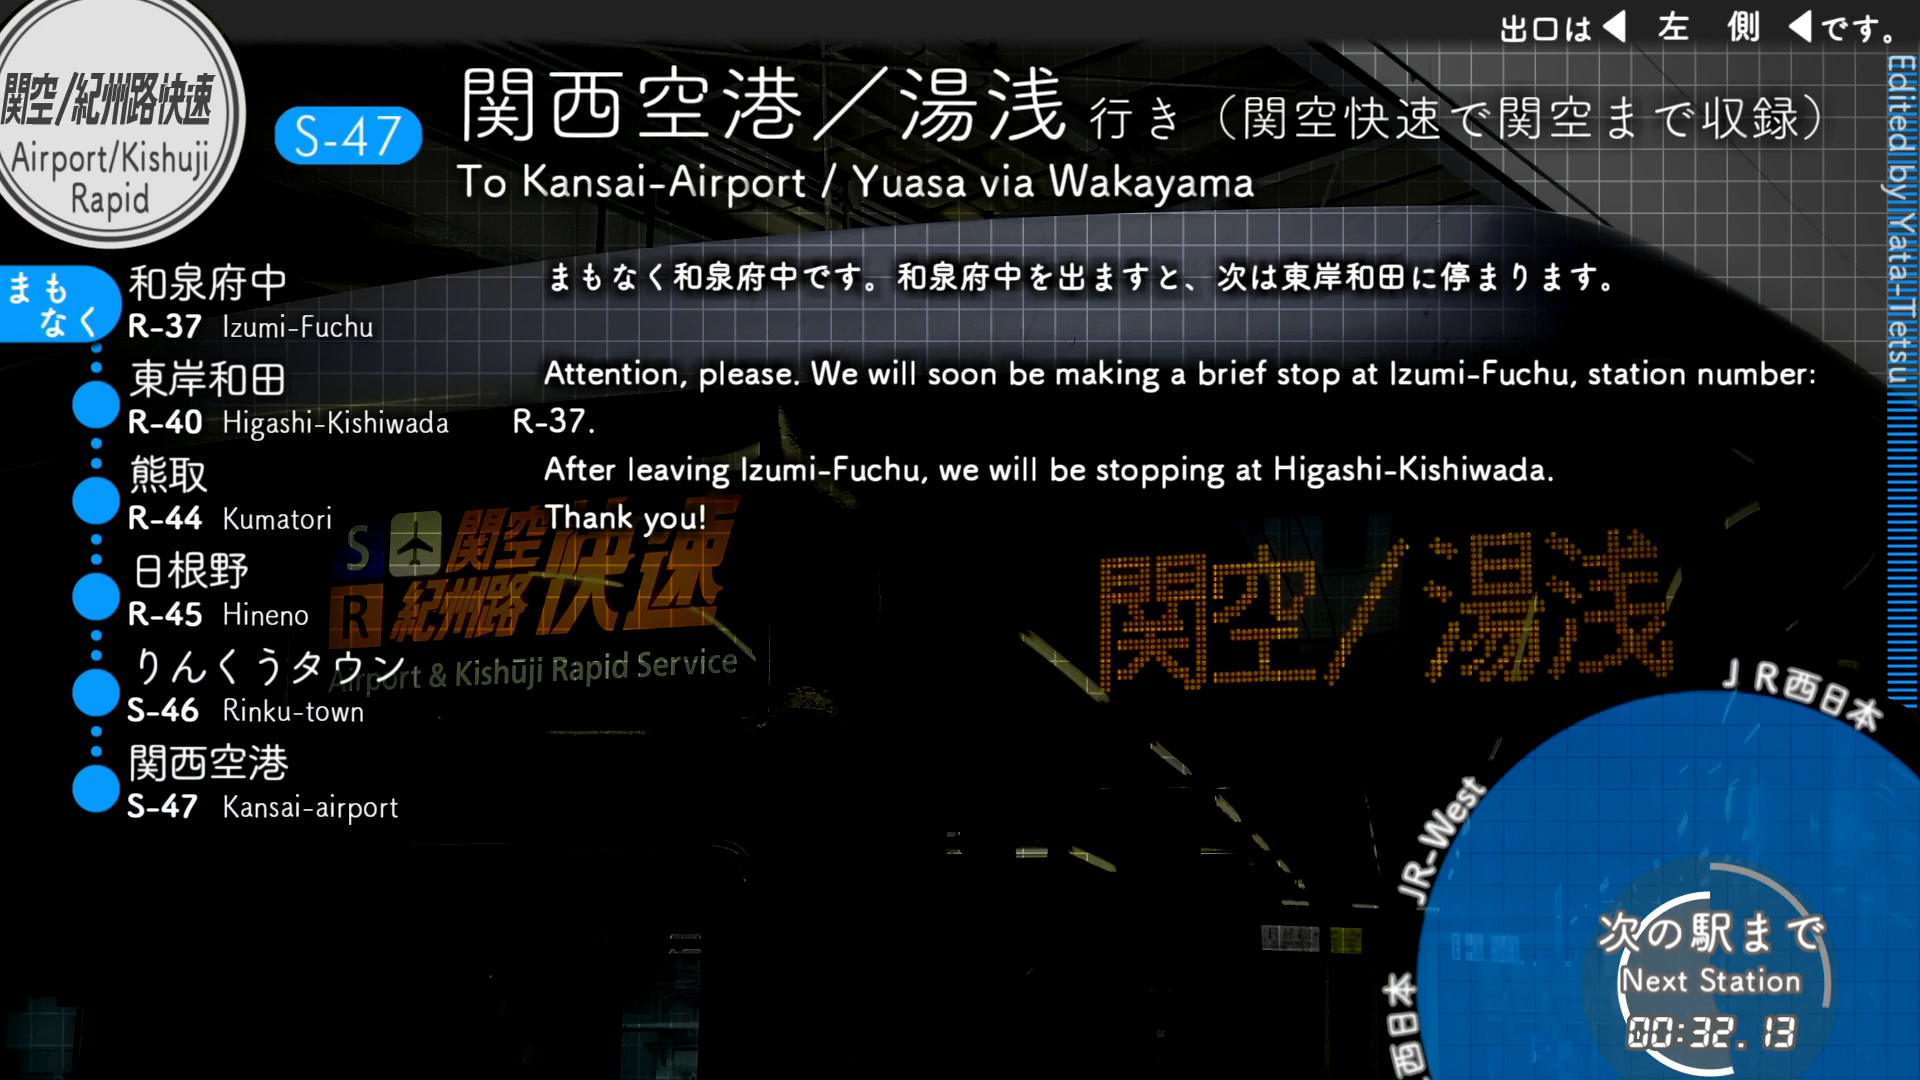 出口は◀ 左 側 ◀です。
関空/紀州路快速
Airport/Kishuji
Rapid
S-47
関西空港／湯浅 行き（関空快速で関空まで収録）
To Kansai-Airport / Yuasa via Wakayama
Edited by Yata-Tetsu
まも
なく
和泉府中
R-37 Izumi-Fuchu
東岸和田
R-40 Higashi-Kishiwada
熊取
R-44 Kumatori
日根野
R-45 Hineno
りんくうタウン
S-46 Rinku-town
関西空港
S-47 Kansai-airport
まもなく和泉府中です。和泉府中を出ますと、次は東岸和田に停まります。
Attention, please. We will soon be making a brief stop at Izumi-Fuchu, station number:
R-37.
After leaving Izumi-Fuchu, we will be stopping at Higashi-Kishiwada.
Thank you!
S 関空
R 紀州路
快速
Airport & Kishūji Rapid Service
関空/湯浅
ＪＲ西日本
JR-West
西日本
次の駅まで
Next Station
00:32.13